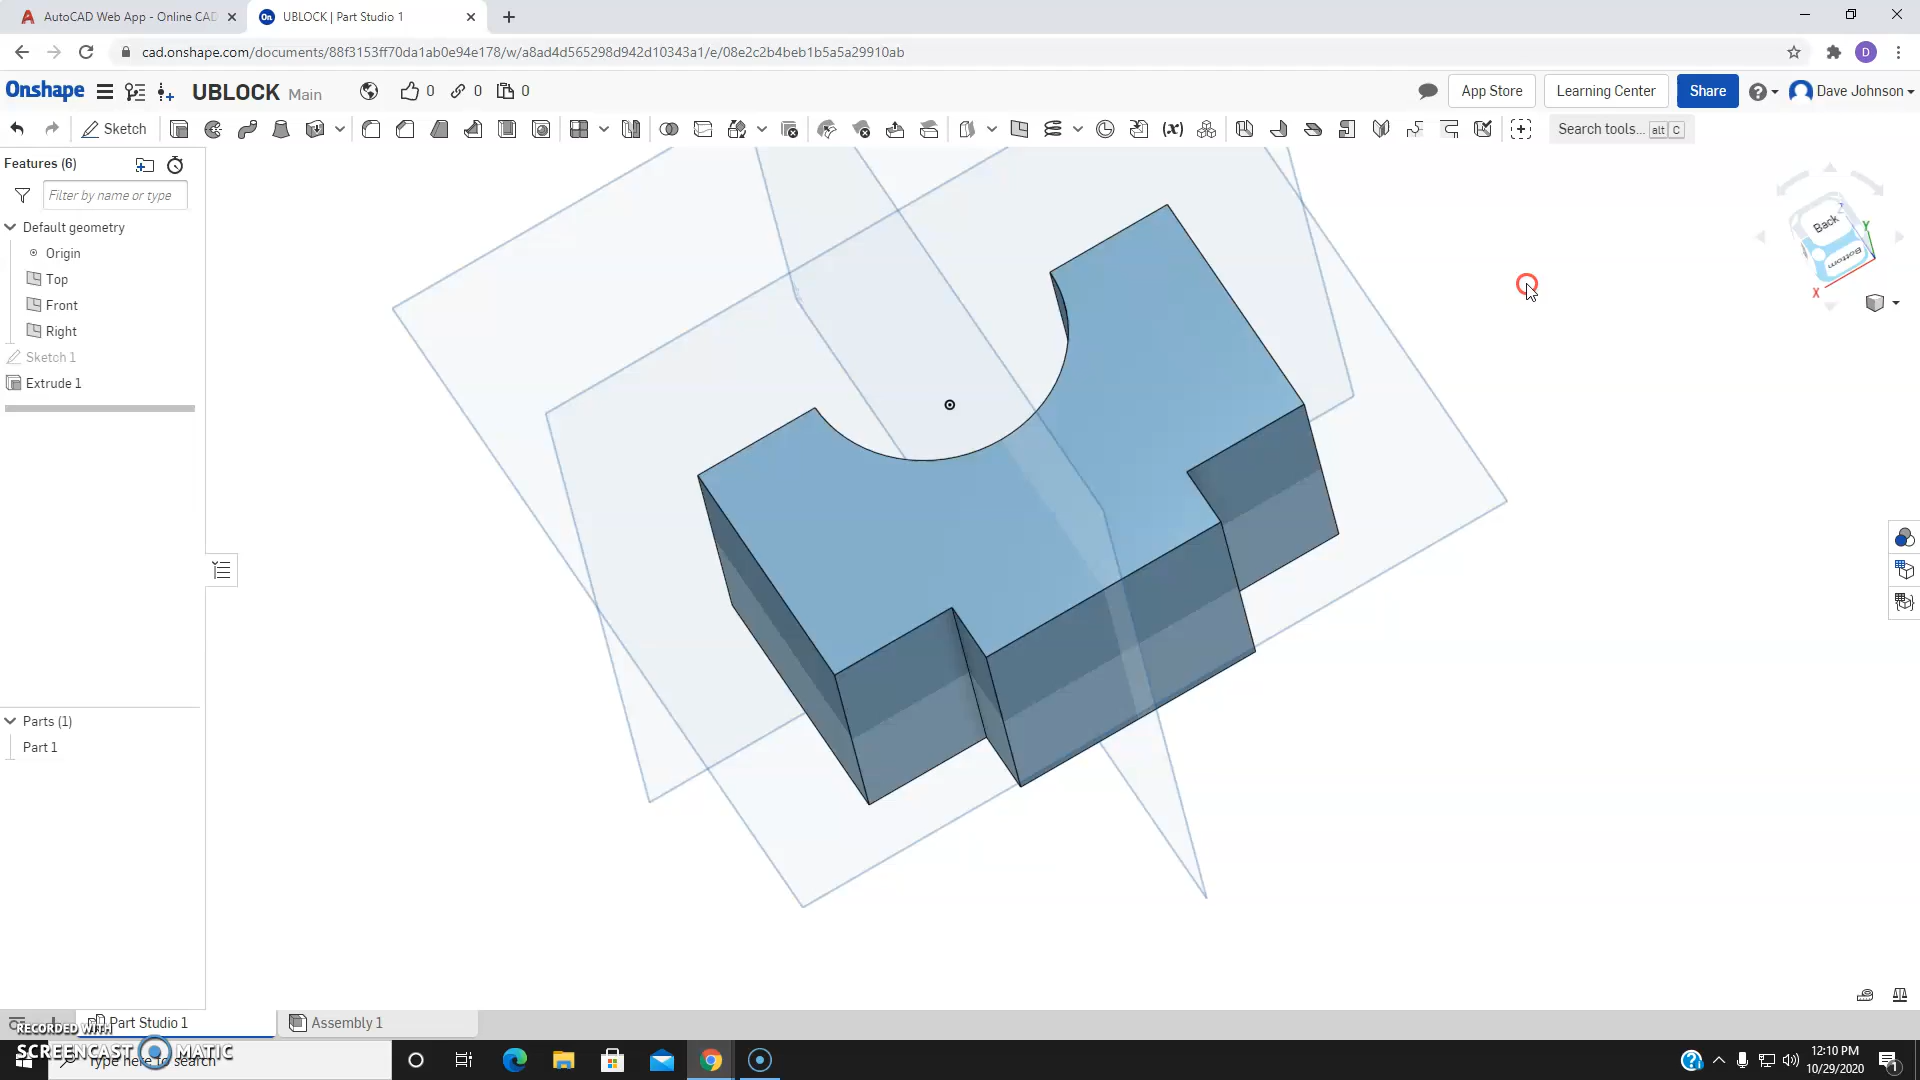 AutoCAD Web App - Online CAD
UBLOCK | Part Studio 1
cad.onshape.com/documents/88f3153ff70da1ab0e94e178/w/a8ad4d565298d942d10343a1/e/08e2c2b4beb1b5a5a29910ab
D
Onshape
UBLOCK Main
0
0
0
App Store
Learning Center
Share
Dave Johnson
Sketch
(x)
Search tools... alt C
Features (6)
Filter by name or type
Default geometry
Origin
Top
Front
Right
Sketch 1
Extrude 1
Back
Bottom
Z
Y
X
Parts (1)
Part 1
Part Studio 1
Assembly 1
RECORDED WITH
SCREENCAST MATIC
Type here to search
12:10 PM
10/29/2020
1